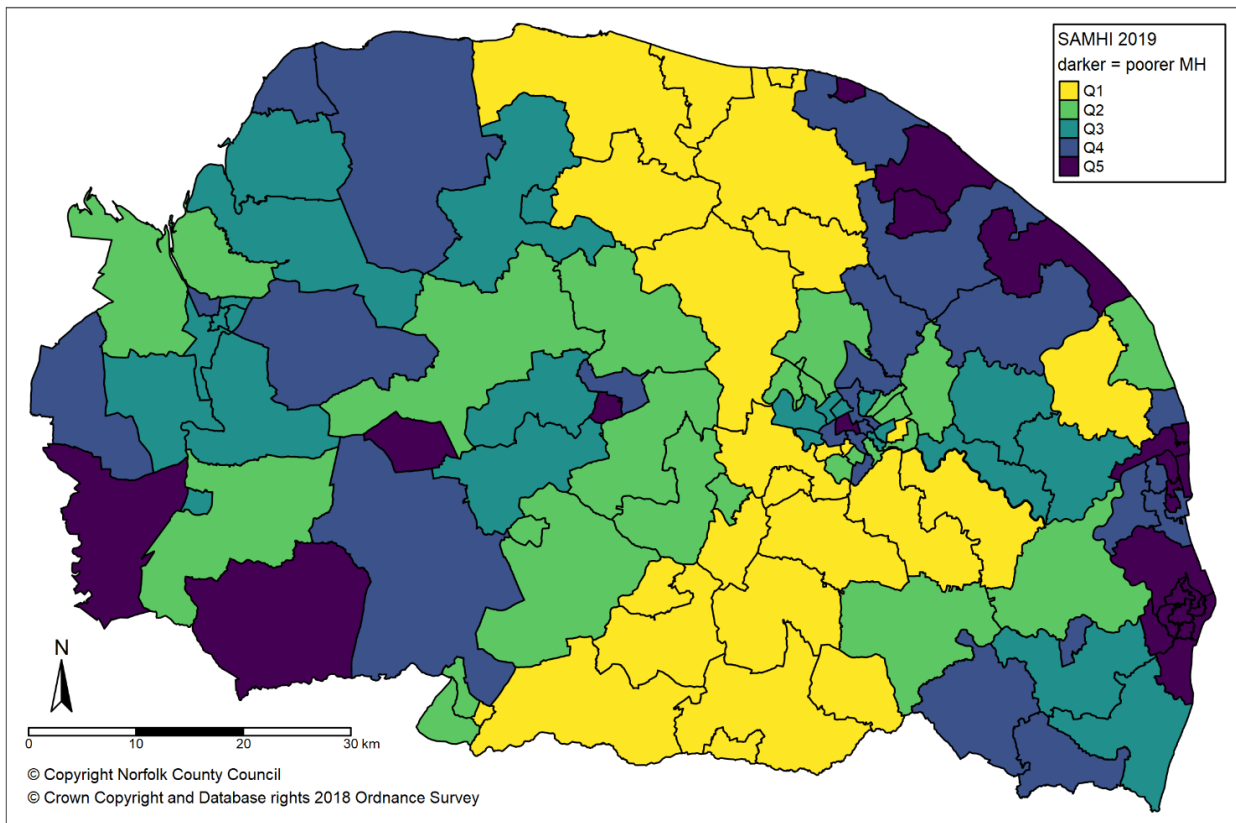 SAMHI 2019
darker = poorer MH
Q1
Q2
Q3
Q4
Q5
N
0 10 20 30 km
© Copyright Norfolk County Council
© Crown Copyright and Database rights 2018 Ordnance Survey